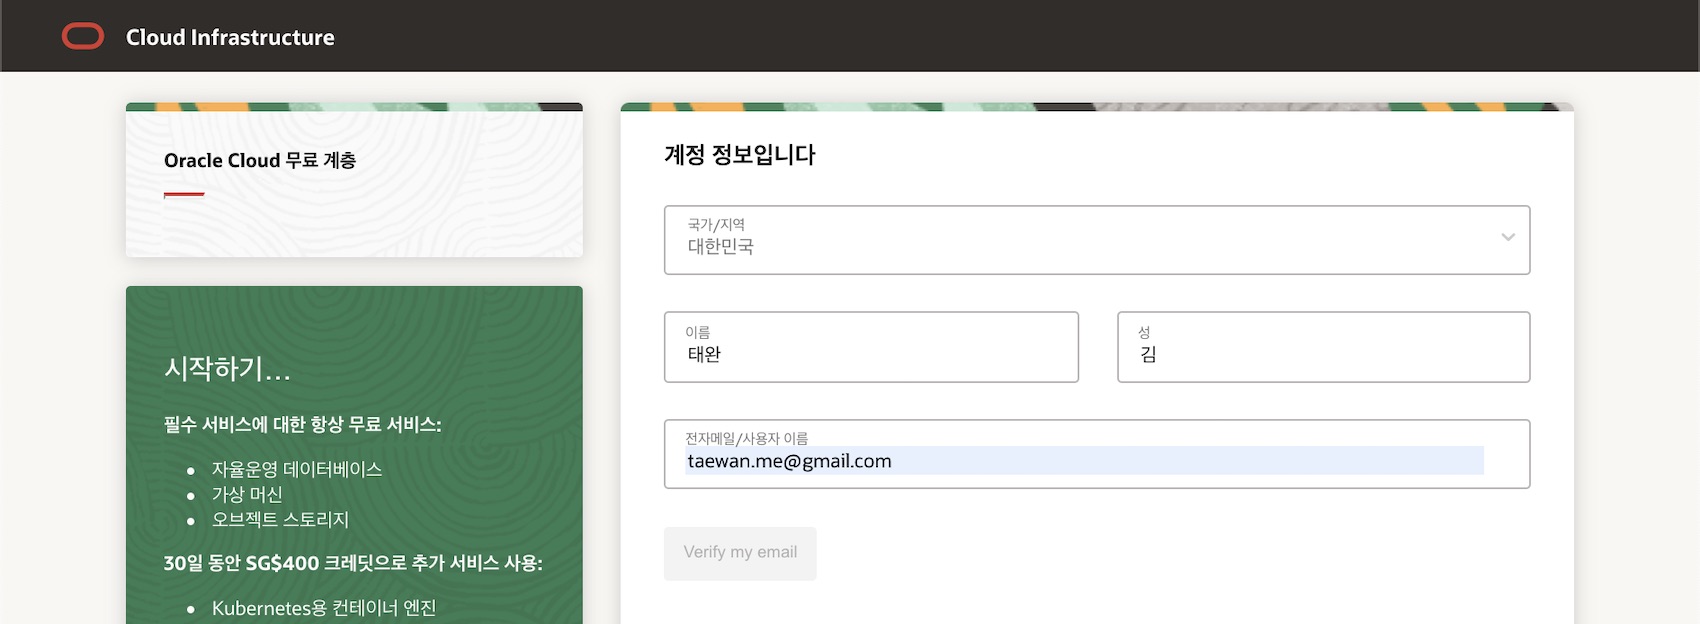 Cloud Infrastructure
Oracle Cloud 무료 계층
시작하기...
필수 서비스에 대한 항상 무료 서비스:
자율운영 데이터베이스
가상 머신
오브젝트 스토리지
30일 동안 SG$400 크레딧으로 추가 서비스 사용:
Kubernetes용 컨테이너 엔진
계정 정보입니다
국가/지역
대한민국
이름
태완
성
김
전자메일/사용자 이름
taewan.me@gmail.com
Verify my email